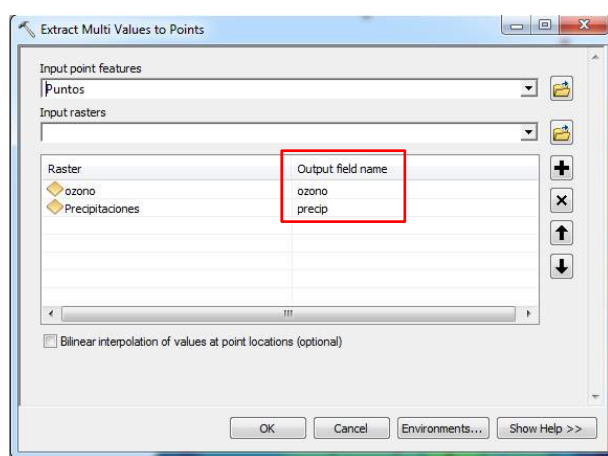 Extract Multi Values to Points
Input point features
Puntos
Input rasters
Raster Output field name
ozono ozono
Precipitaciones precip
Bilinear interpolation of values at point locations (optional)
OK Cancel Environments... Show Help >>